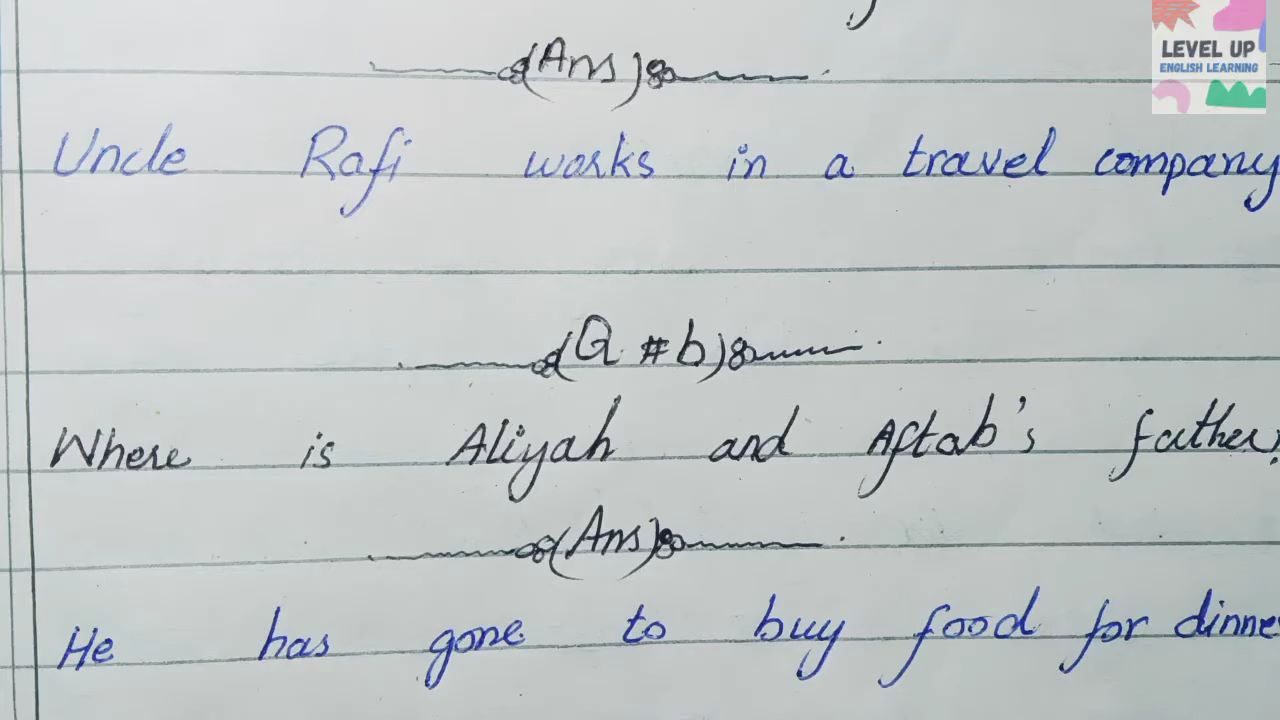 LEVEL UP
ENGLISH LEARNING
(Ans)
Uncle Rafi works in a travel company
(Q #b)
Where is Aliyah and Aftab's father?
(Ans)
He has gone to buy food for dinne